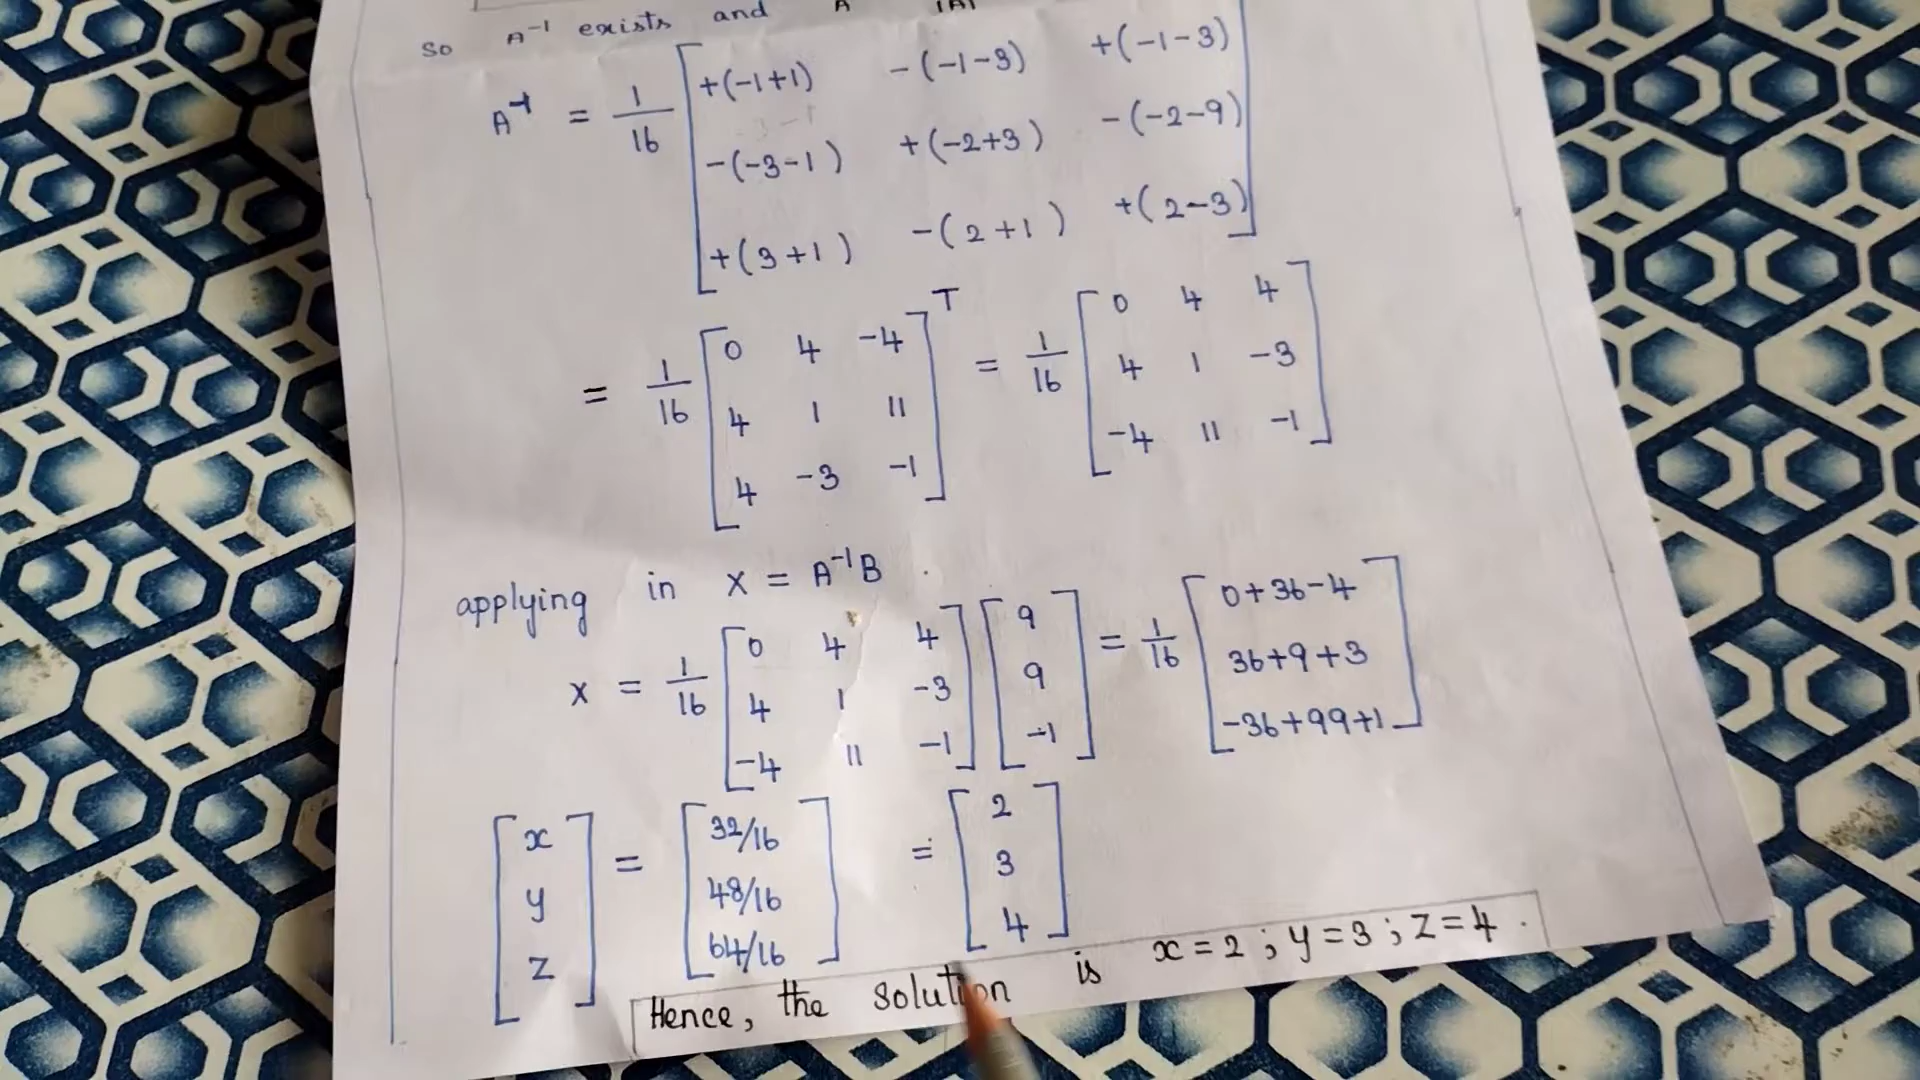 So A⁻¹ exists and A |A|
A⁻¹ = 1/16 [ +(-1+1) -(-1-3) +(-1-3)
-(-3-1) +(-2+3) -(-2-9)
+(3+1) -(2+1) +(2-3) ]
= 1/16 [ 0 4 -4
4 1 11
4 -3 -1 ]ᵀ = 1/16 [ 0 4 4
4 1 -3
-4 11 -1 ]
applying in X = A⁻¹B
X = 1/16 [ 0 4 4
4 1 -3
-4 11 -1 ] [ 9
9
-1 ] = 1/16 [ 0+36-4
36+9+3
-36+99+1 ]
[ x
y
z ] = [ 32/16
48/16
64/16 ] = [ 2
3
4 ]
Hence, the solution is x=2; y=3; z=4.